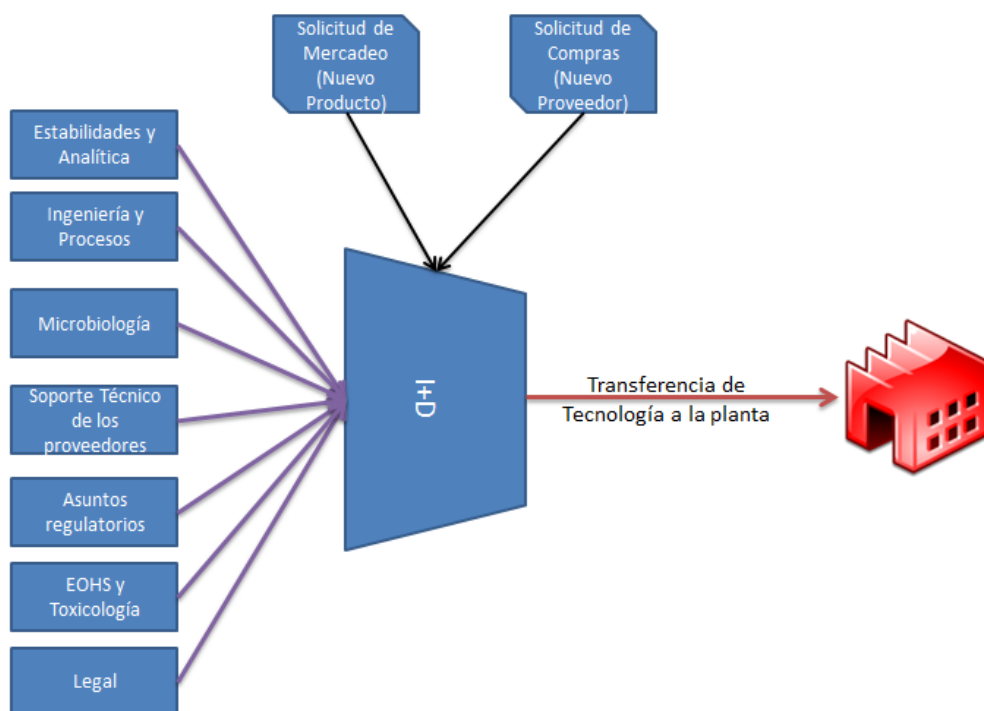 Solicitud de
Mercadeo
(Nuevo
Producto)
Solicitud de
Compras
(Nuevo
Proveedor)
Estabilidades y
Analítica
Ingeniería y
Procesos
Microbiología
Soporte Técnico
de los
proveedores
Asuntos
regulatorios
EOHS y
Toxicología
Legal
I+D
Transferencia de
Tecnología a la planta